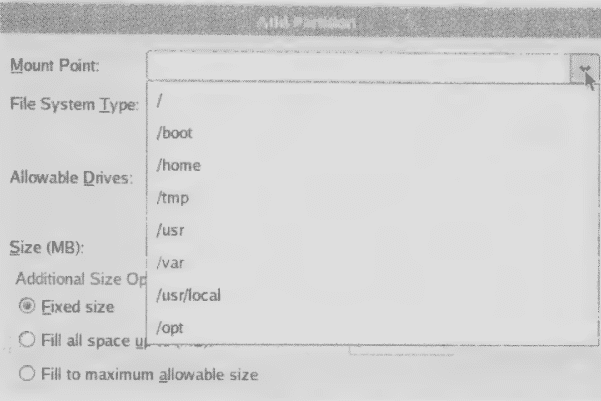 Add Partition
Mount Point:
File System Type:
/
/boot
/home
Allowable Drives:
/tmp
/usr
Size (MB):
/var
Additional Size Op
/usr/local
Fixed size
/opt
Fill all space u
Fill to maximum allowable size